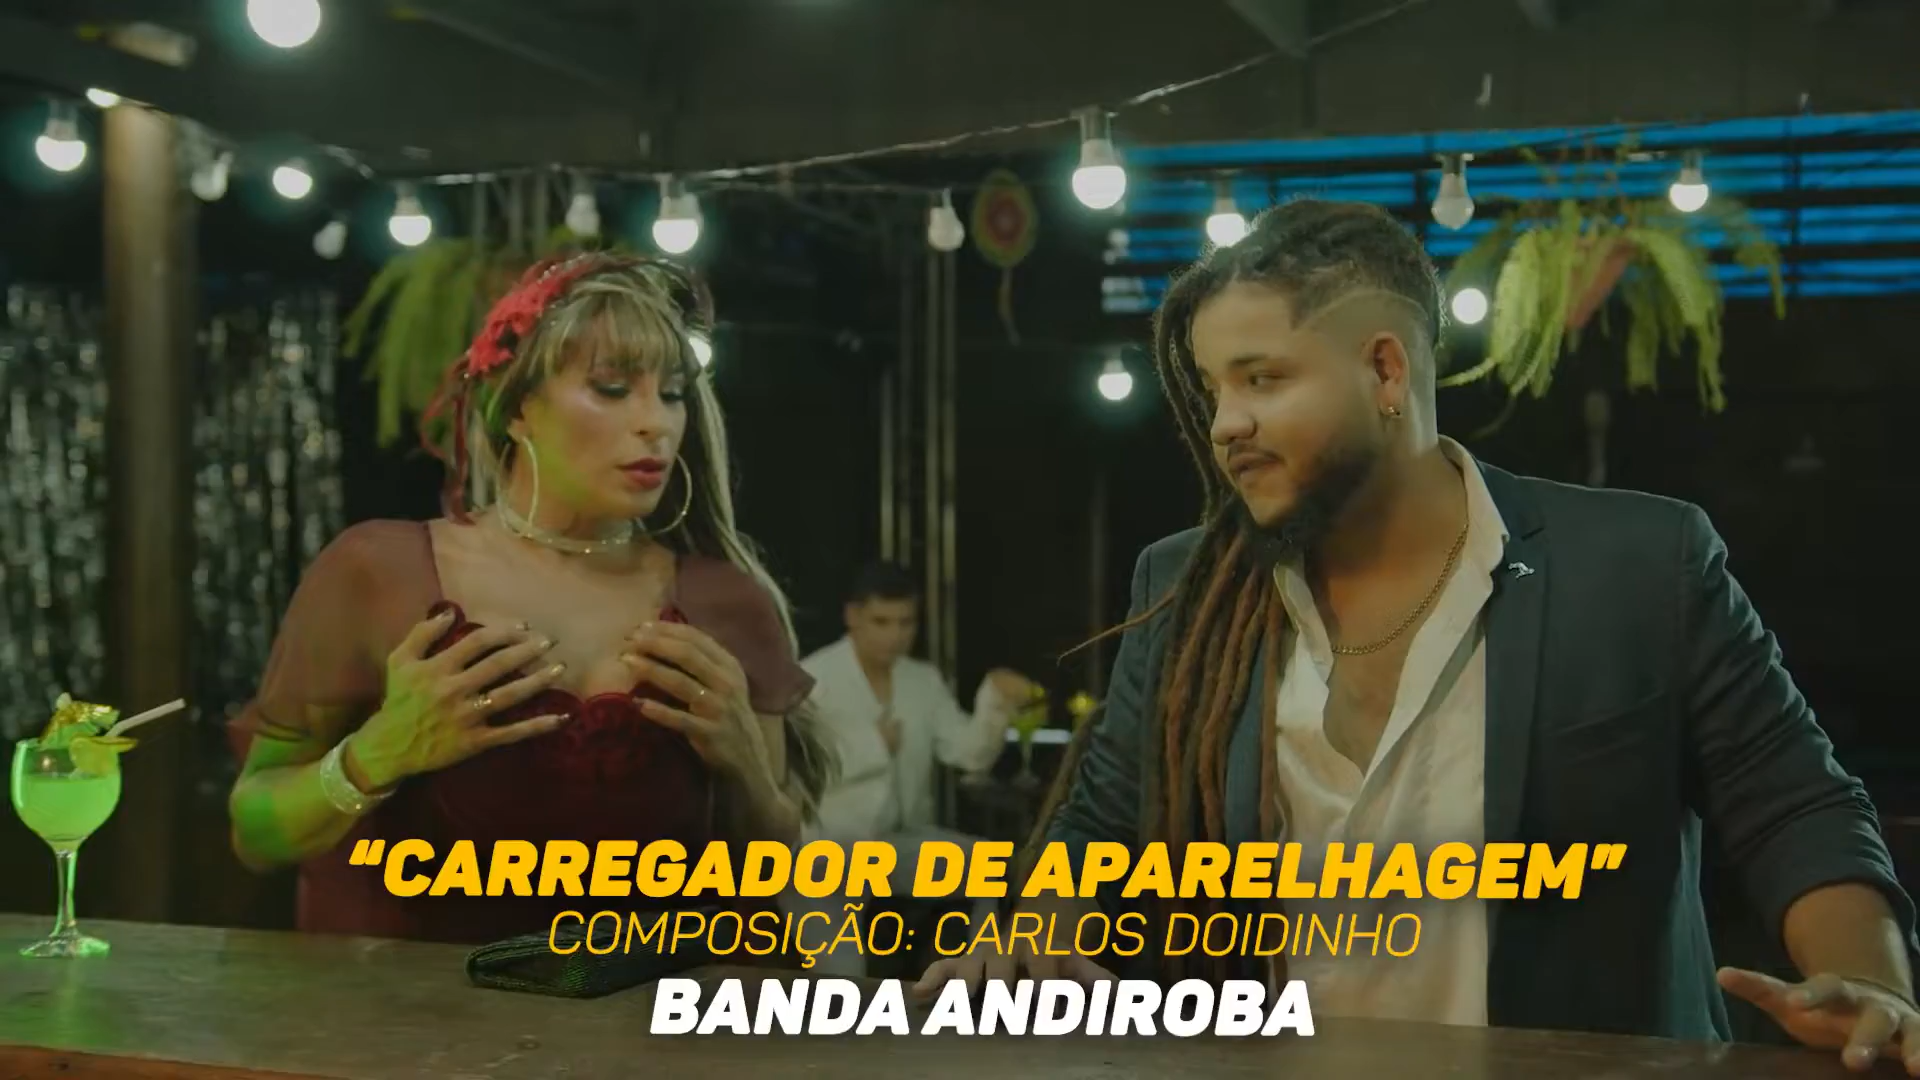 “CARREGADOR DE APARELHAGEM”
COMPOSIÇÃO: CARLOS DOIDINHO
BANDA ANDIROBA